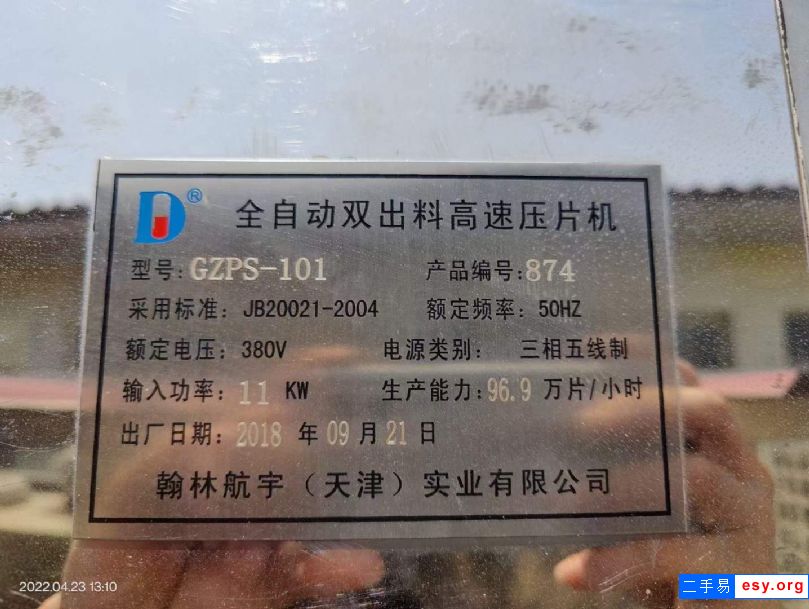 D®
全自动双出料高速压片机
型号:GZPS-101 产品编号:874
采用标准: JB20021-2004 额定频率: 50HZ
额定电压: 380V 电源类别: 三相五线制
输入功率: 11 KW 生产能力:96.9 万片/小时
出厂日期: 2018 年 09 月 21 日
翰林航宇（天津）实业有限公司
2022.04.23 13:10
二手易 esy.org